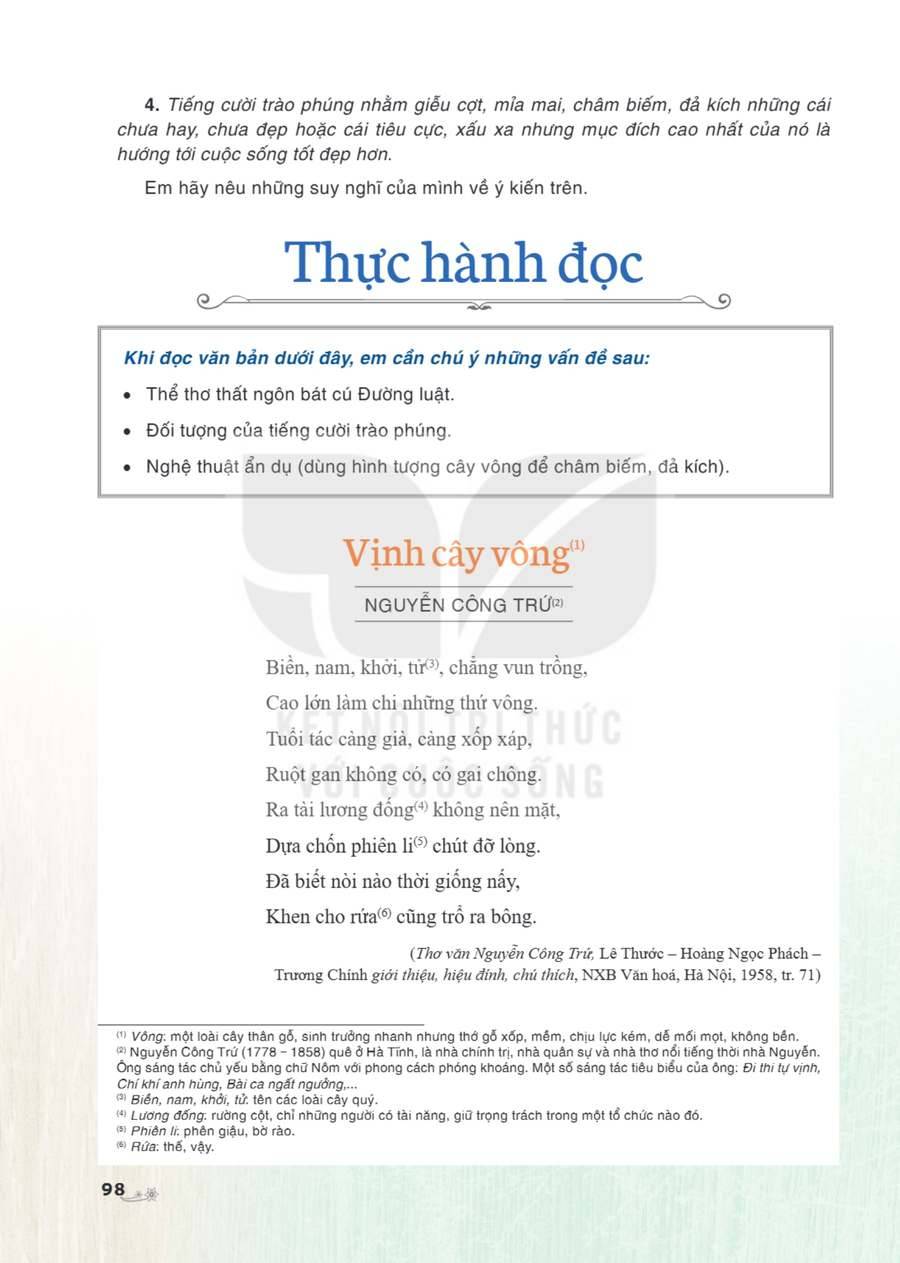 4. Tiếng cười trào phúng nhằm giễu cợt, mỉa mai, châm biếm, đả kích những cái
chưa hay, chưa đẹp hoặc cái tiêu cực, xấu xa nhưng mục đích cao nhất của nó là
hướng tới cuộc sống tốt đẹp hơn.
Em hãy nêu những suy nghĩ của mình về ý kiến trên.
Thực hành đọc
Khi đọc văn bản dưới đây, em cần chú ý những vấn đề sau:
• Thể thơ thất ngôn bát cú Đường luật.
• Đối tượng của tiếng cười trào phúng.
• Nghệ thuật ẩn dụ (dùng hình tượng cây vông để châm biếm, đả kích).
Vịnh cây vông(1)
NGUYỄN CÔNG TRỨ(2)
Biền, nam, khởi, tử(3), chẳng vun trồng,
Cao lớn làm chi những thứ vông.
KẾT NỐI TRI THỨC
Tuổi tác càng già, càng xốp xáp,
Ruột gan không có, có gai chông.
VỚI CUỘC SỐNG
Ra tài lương đống(4) không nên mặt,
Dựa chốn phiên li(5) chút đỡ lòng.
Đã biết nòi nào thời giống nấy,
Khen cho rứa(6) cũng trổ ra bông.
(Thơ văn Nguyễn Công Trứ, Lê Thước – Hoàng Ngọc Phách –
Trương Chính giới thiệu, hiệu đính, chú thích, NXB Văn hoá, Hà Nội, 1958, tr. 71)
(1) Vông: một loài cây thân gỗ, sinh trưởng nhanh nhưng thớ gỗ xốp, mềm, chịu lực kém, dễ mối mọt, không bền.
(2) Nguyễn Công Trứ (1778 – 1858) quê ở Hà Tĩnh, là nhà chính trị, nhà quân sự và nhà thơ nổi tiếng thời nhà Nguyễn.
Ông sáng tác chủ yếu bằng chữ Nôm với phong cách phóng khoáng. Một số sáng tác tiêu biểu của ông: Đi thi tự vịnh,
Chí khí anh hùng, Bài ca ngất ngưởng,...
(3) Biền, nam, khởi, tử: tên các loài cây quý.
(4) Lương đống: rường cột, chỉ những người có tài năng, giữ trọng trách trong một tổ chức nào đó.
(5) Phiên li: phên giậu, bờ rào.
(6) Rứa: thế, vậy.
98